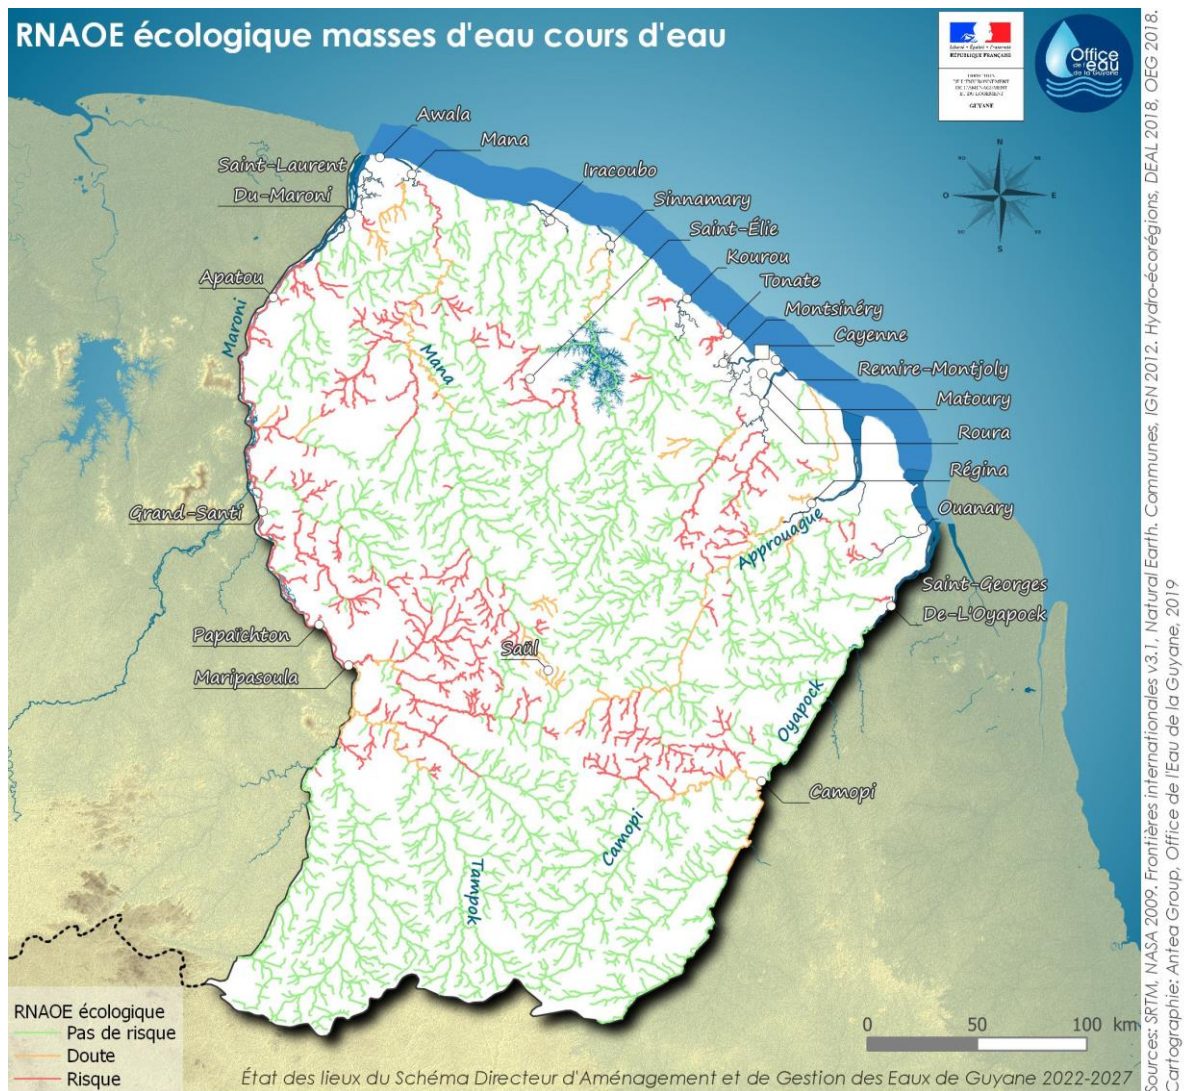 RNAOE écologique masses d'eau cours d'eau
RÉPUBLIQUE FRANÇAISE
GUYANE
Office
de l'eau
de la Guyane
N
O
E
S
Awala
Mana
Saint-Laurent
Du-Maroni
Iracoubo
Sinnamary
Saint-Élie
Kourou
Tonate
Montsinéry
Cayenne
Remire-Montjoly
Matoury
Roura
Régina
Ouanary
Saint-Georges
De-L'Oyapock
Apatou
Maroni
Mana
Grand-Santi
Approuague
Papaïchton
Saül
Maripasoula
Oyapock
Camopi
Camopi
Tampok
RNAOE écologique
Pas de risque
Doute
Risque
0 50 100 km
État des lieux du Schéma Directeur d'Aménagement et de Gestion des Eaux de Guyane 2022-2027
Sources: SRTM, NASA 2009. Frontières internationales v3.1, Natural Earth. Communes, IGN 2012. Hydro-écorégions, DEAL 2018, OEG 2018.
Cartographie: Antea Group, Office de l'Eau de la Guyane, 2019